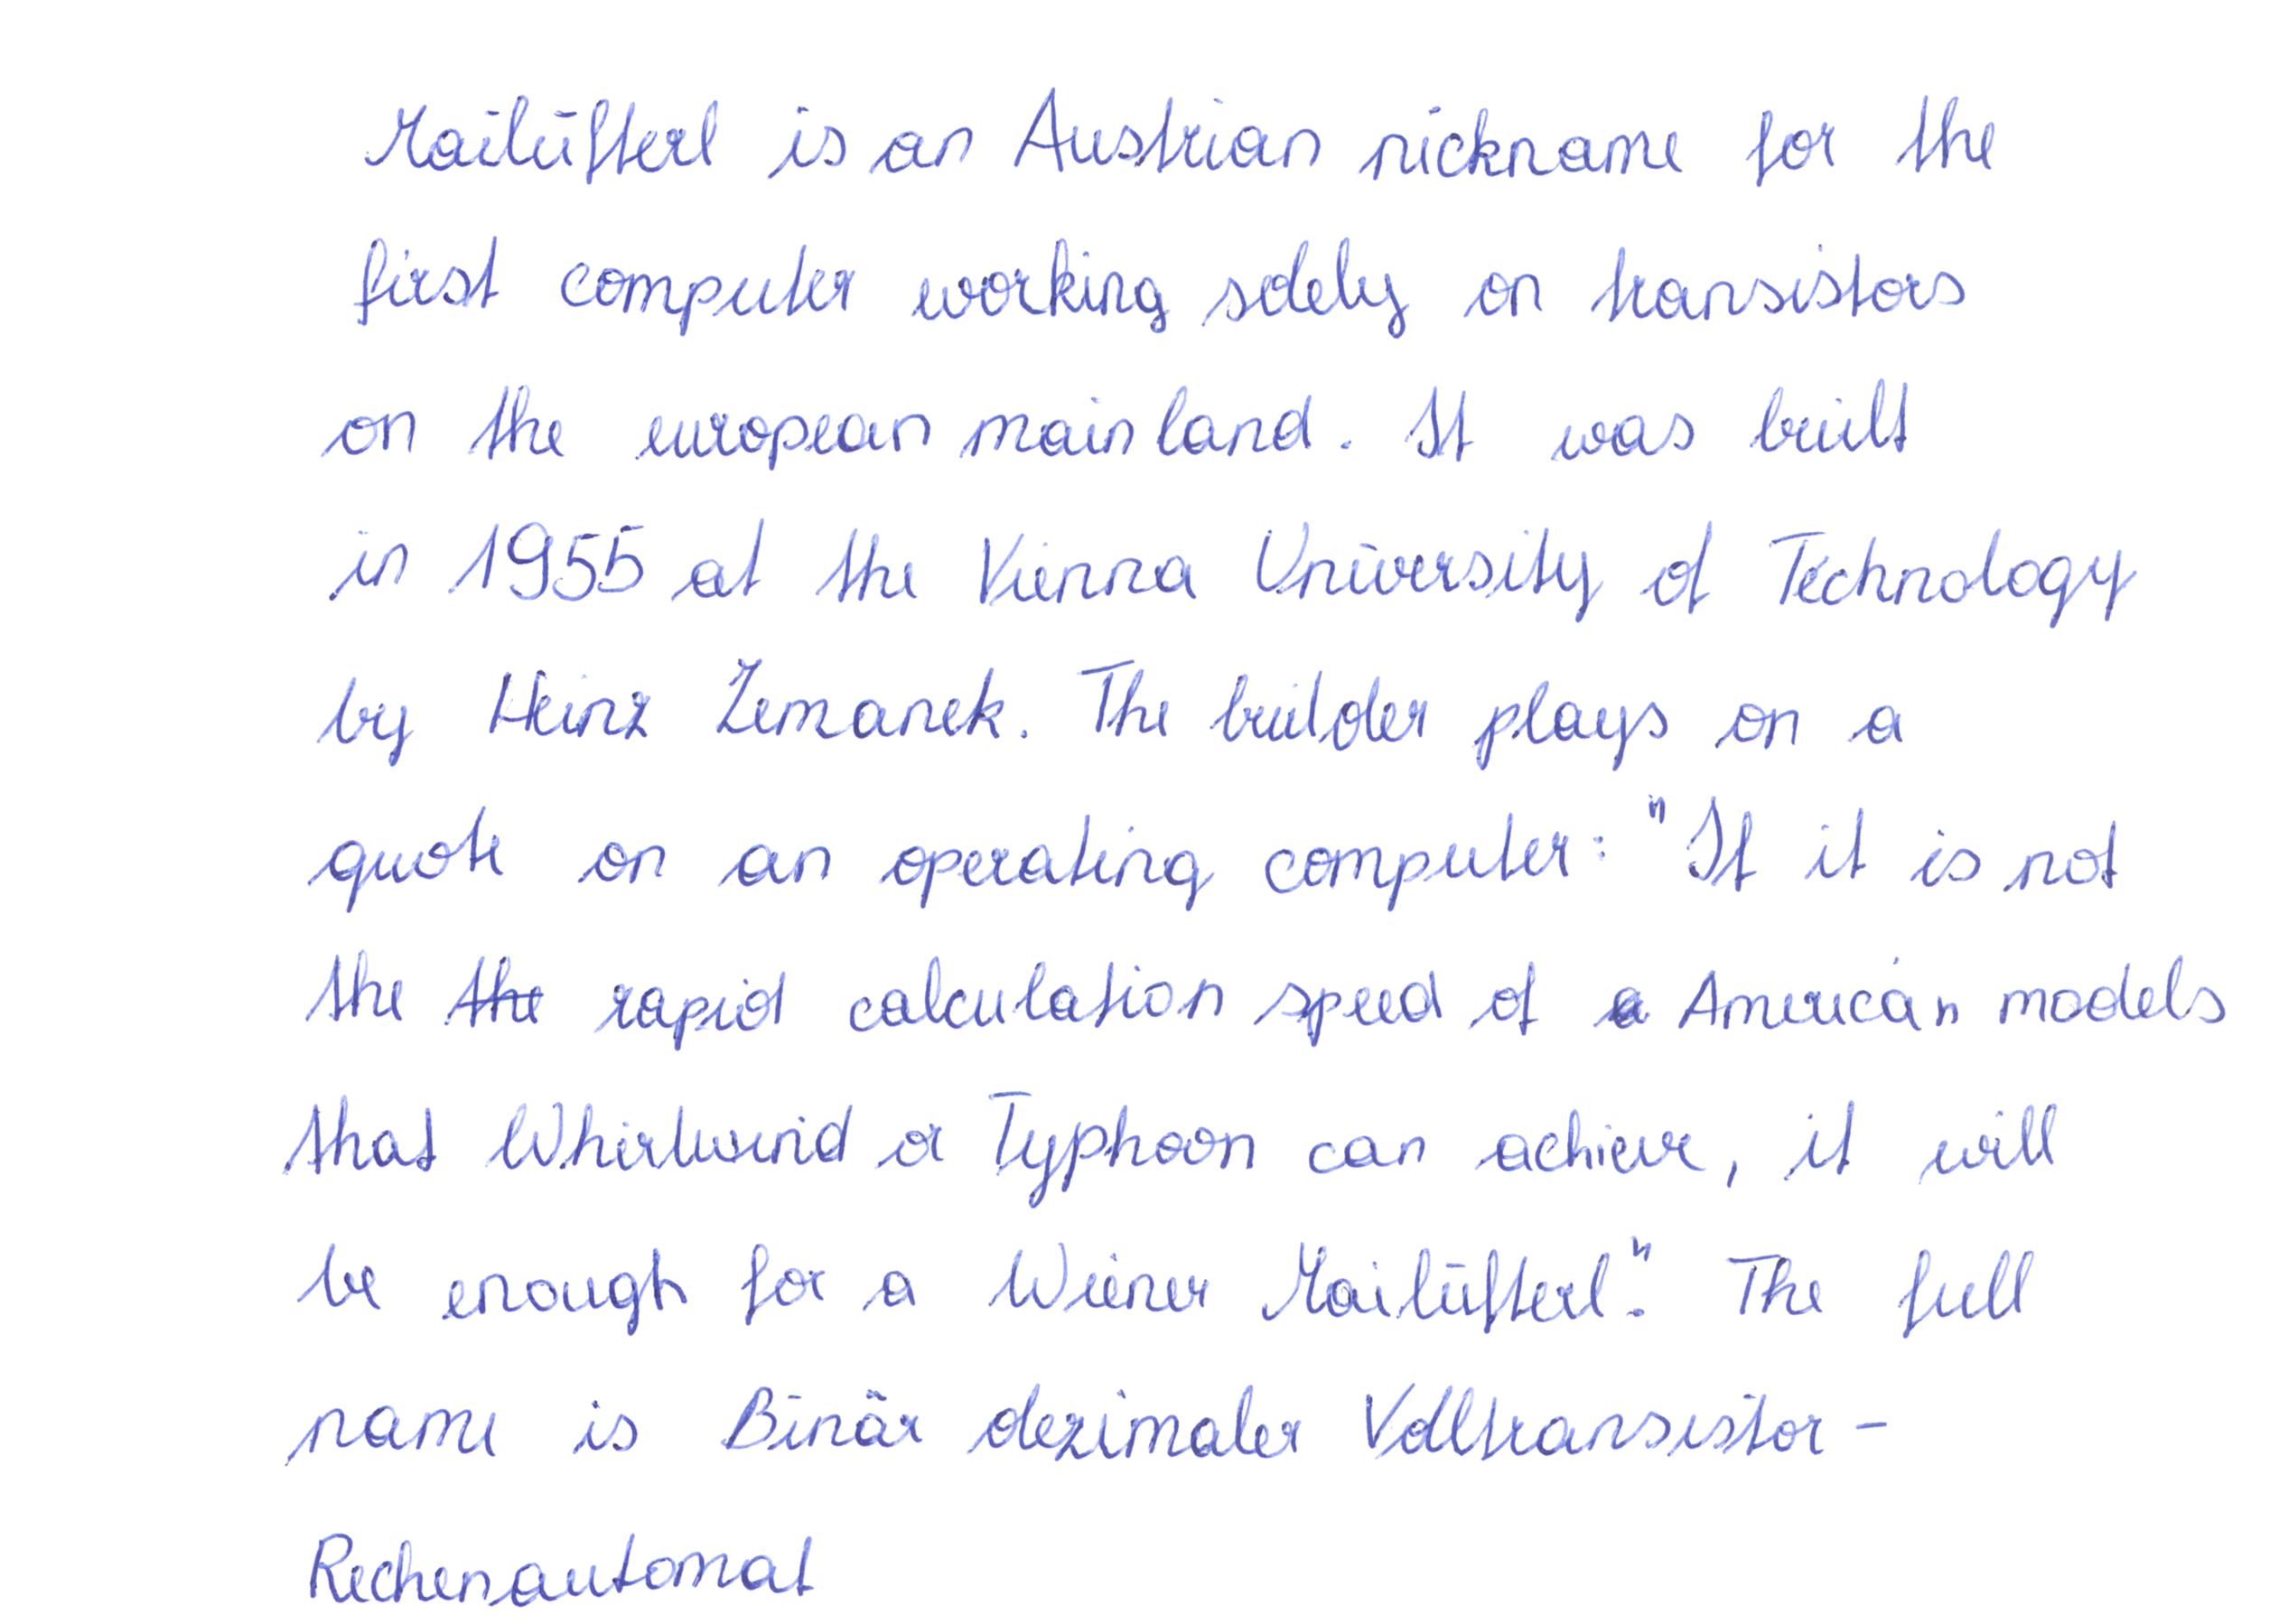 Mailüfterl is an Austrian nickname for the
first computer working solely on transistors
on the european mainland. It was built
in 1955 at the Vienna University of Technology
by Heinz Zemanek. The builder plays on a
quote on an operating computer: "If it is not
the the rapid calculation speed of a American models
that Whirlwind or Typhoon can achieve, it will
be enough for a Wiener Mailüfterl." The full
name is Binär dezimaler Volltransistor-
Rechenautomat